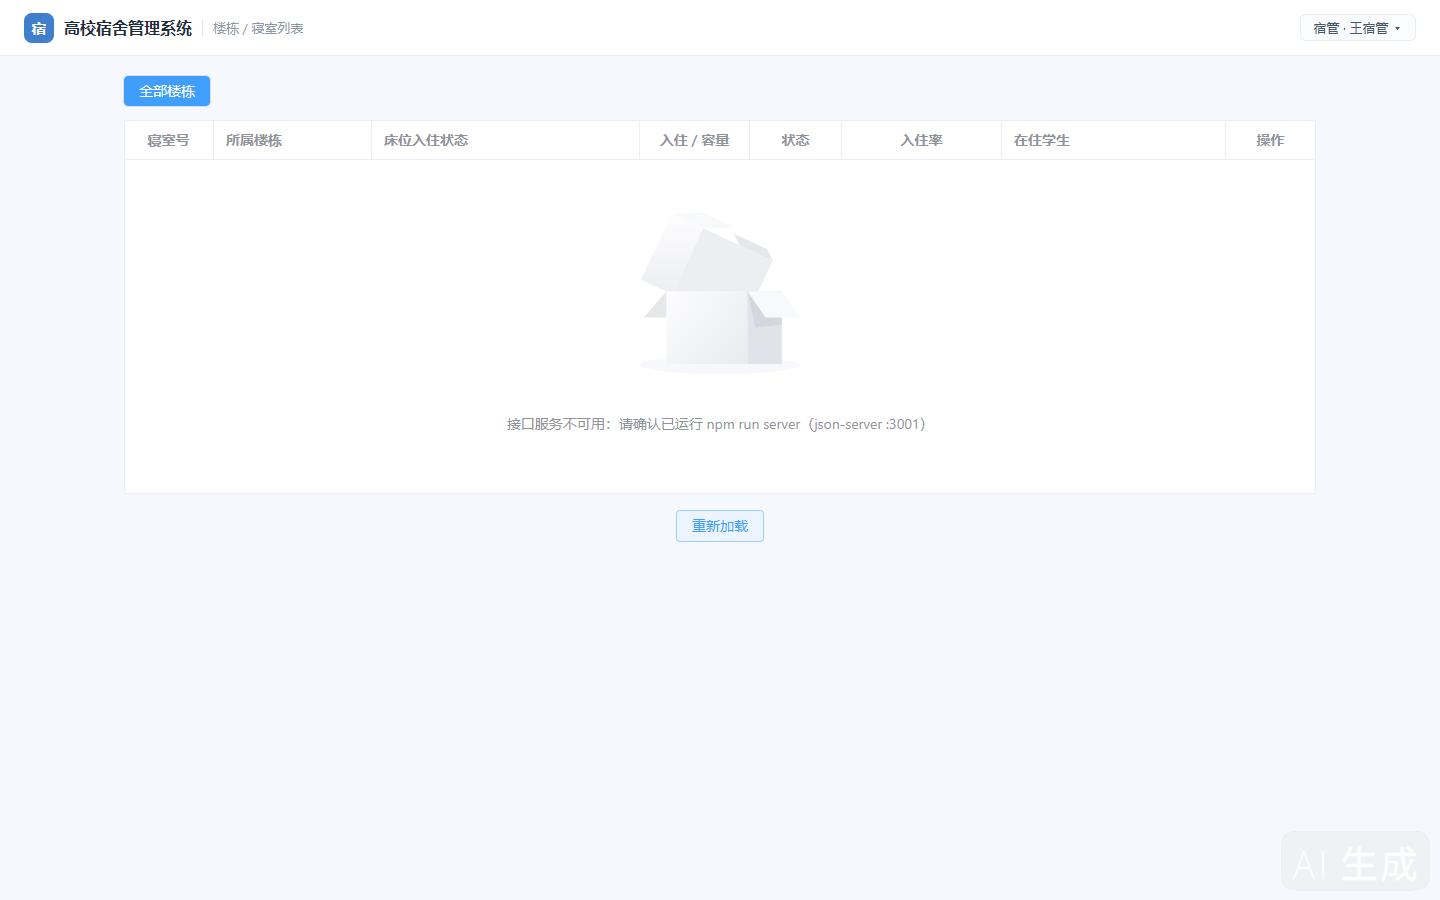 宿 高校宿舍管理系统 楼栋 / 寝室列表 宿管 · 王宿管
全部楼栋
寝室号 所属楼栋 床位入住状态 入住 / 容量 状态 入住率 在住学生 操作
接口服务不可用：请确认已运行 npm run server（json-server :3001）
重新加载
AI 生成